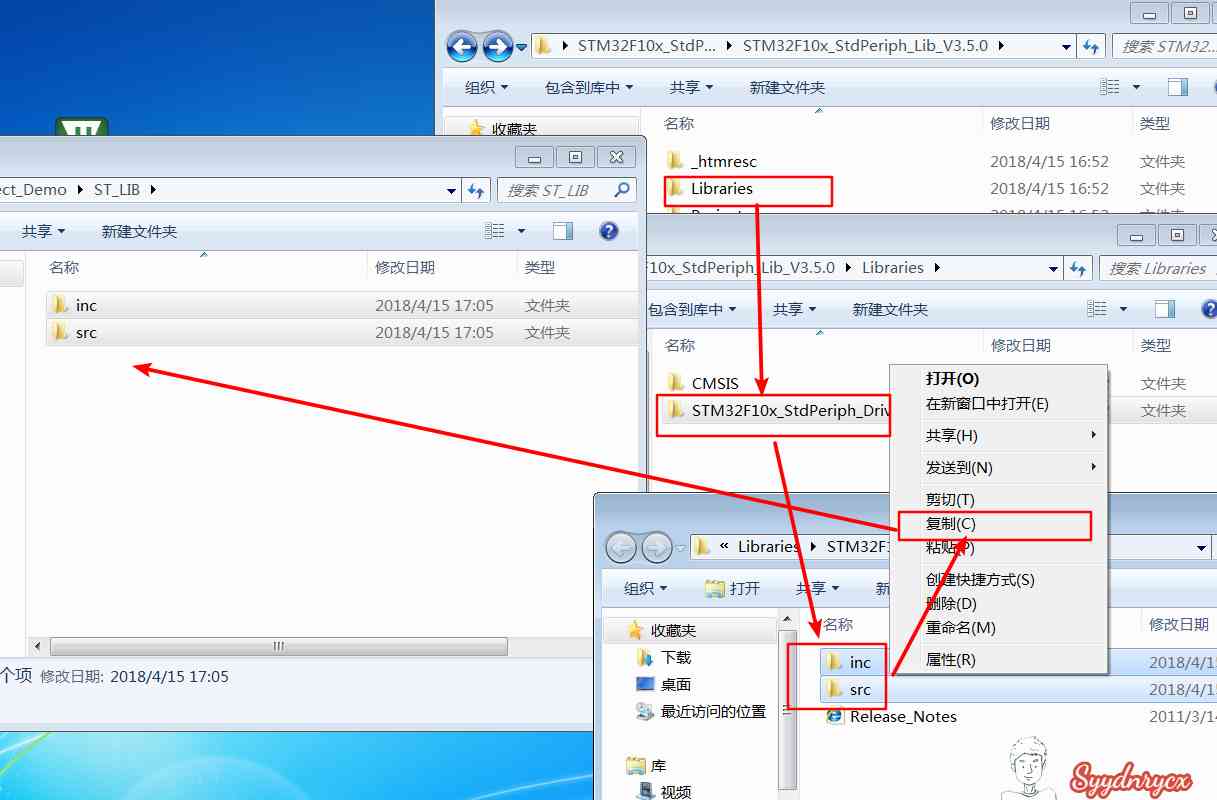 STM32F10x_StdP... STM32F10x_StdPeriph_Lib_V3.5.0 搜索 STM32...
组织 包含到库中 共享 新建文件夹
收藏夹
名称 修改日期 类型
_htmresc 2018/4/15 16:52 文件夹
Libraries 2018/4/15 16:52 文件夹
ect_Demo ST_LIB 搜索 ST_LIB
共享 新建文件夹
名称 修改日期 类型
inc 2018/4/15 17:05 文件夹
src 2018/4/15 17:05 文件夹
个项 修改日期: 2018/4/15 17:05
F10x_StdPeriph_Lib_V3.5.0 Libraries 搜索 Libraries
包含到库中 共享 新建文件夹
名称 修改日期 类型
CMSIS 文件夹
STM32F10x_StdPeriph_Driv 文件夹
打开(O)
在新窗口中打开(E)
共享(H)
发送到(N)
剪切(T)
复制(C)
粘贴(P)
创建快捷方式(S)
删除(D)
重命名(M)
属性(R)
« Libraries STM32F
组织 打开 共享 新
收藏夹
下载
桌面
最近访问的位置
库
视频
名称 修改日期
inc 2018/4/1
src 2018/4/1
Release_Notes 2011/3/14
Syydnrycx